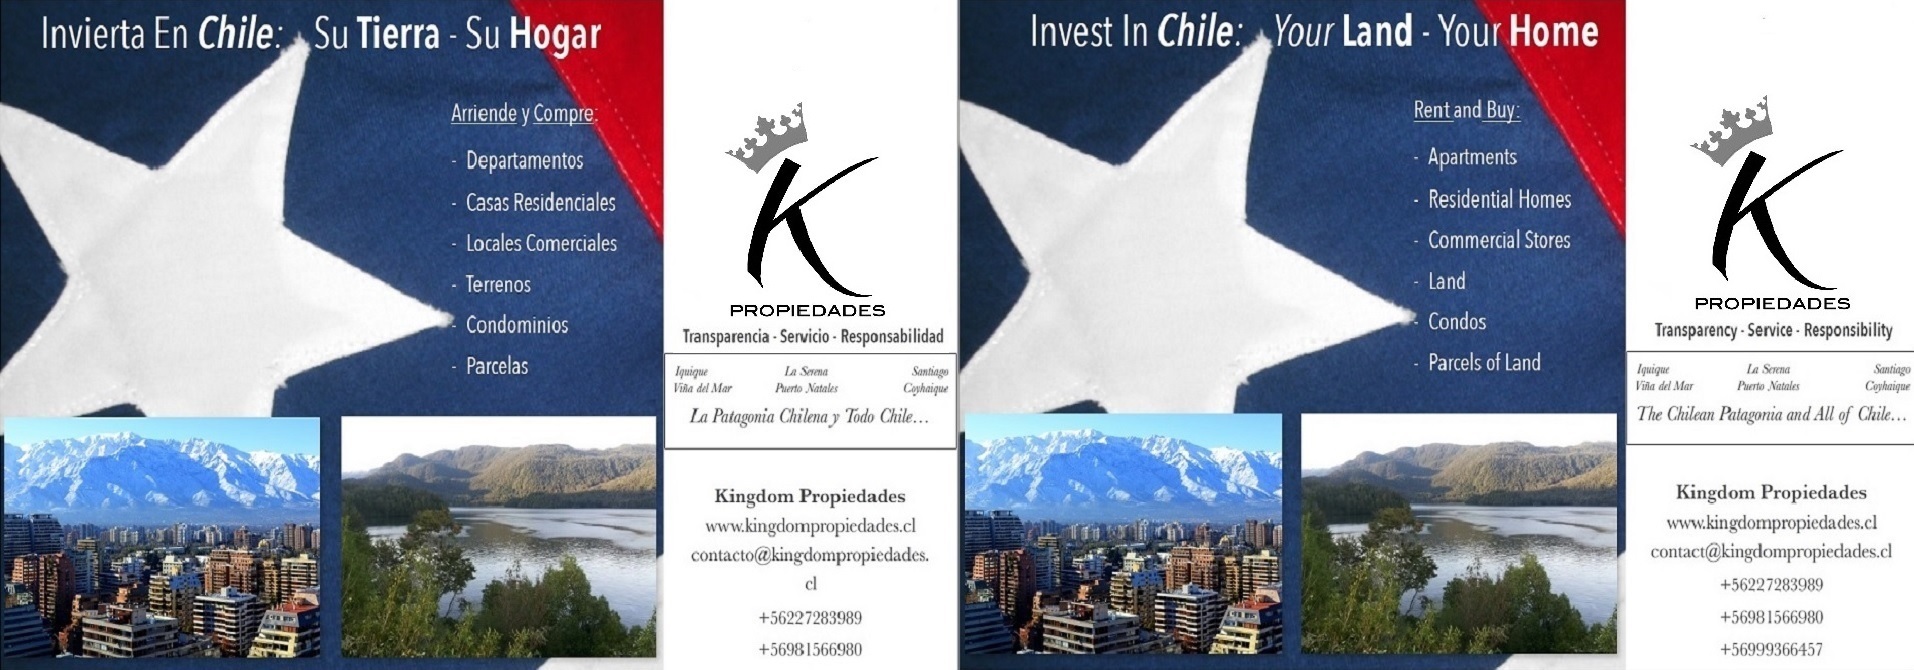 Invierta En Chile: Su Tierra - Su Hogar
Arriende y Compre:
- Departamentos
- Casas Residenciales
- Locales Comerciales
- Terrenos
- Condominios
- Parcelas
K
PROPIEDADES
Transparencia - Servicio - Responsabilidad
Iquique La Serena Santiago
Viña del Mar Puerto Natales Coyhaique
La Patagonia Chilena y Todo Chile...
Kingdom Propiedades
www.kingdompropiedades.cl
contacto@kingdompropiedades.
cl
+56227283989
+56981566980
Invest In Chile: Your Land - Your Home
Rent and Buy:
- Apartments
- Residential Homes
- Commercial Stores
- Land
- Condos
- Parcels of Land
K
PROPIEDADES
Transparency - Service - Responsibility
Iquique La Serena Santiago
Viña del Mar Puerto Natales Coyhaique
The Chilean Patagonia and All of Chile...
Kingdom Propiedades
www.kingdompropiedades.cl
contact@kingdompropiedades.cl
+56227283989
+56981566980
+56999366457